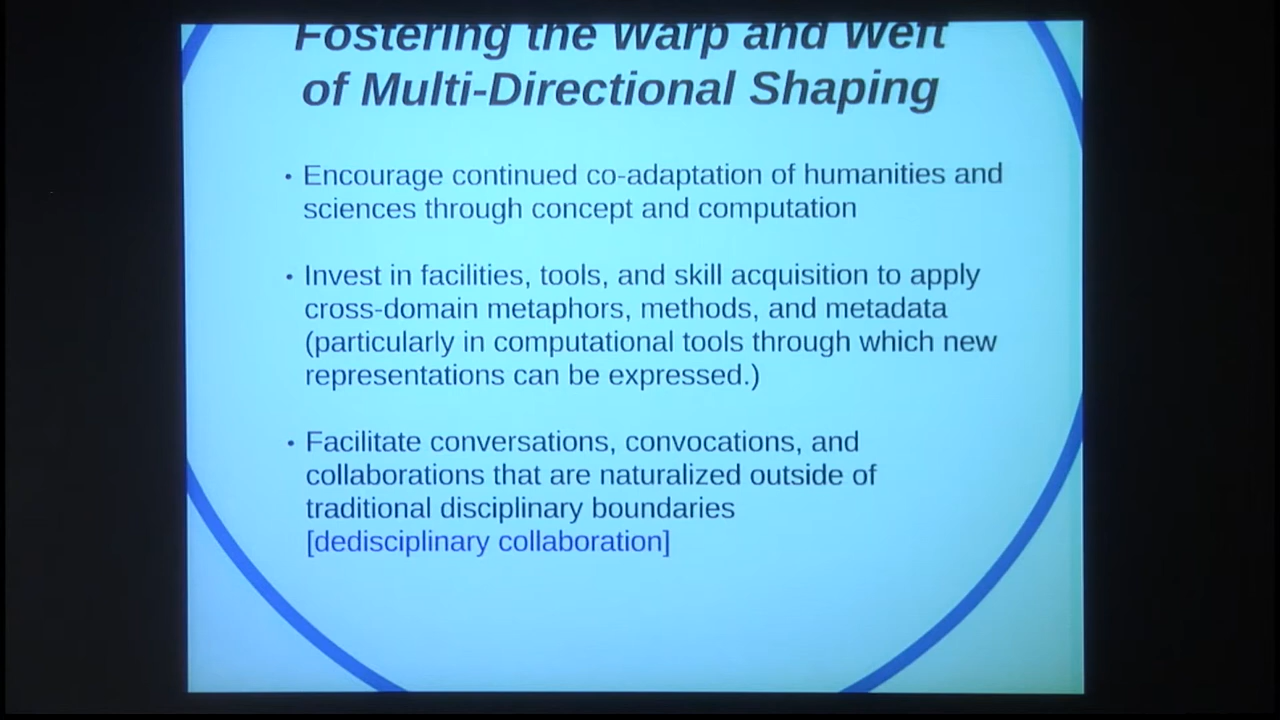 Fostering the Warp and Weft
of Multi-Directional Shaping
• Encourage continued co-adaptation of humanities and
sciences through concept and computation
• Invest in facilities, tools, and skill acquisition to apply
cross-domain metaphors, methods, and metadata
(particularly in computational tools through which new
representations can be expressed.)
• Facilitate conversations, convocations, and
collaborations that are naturalized outside of
traditional disciplinary boundaries
[dedisciplinary collaboration]